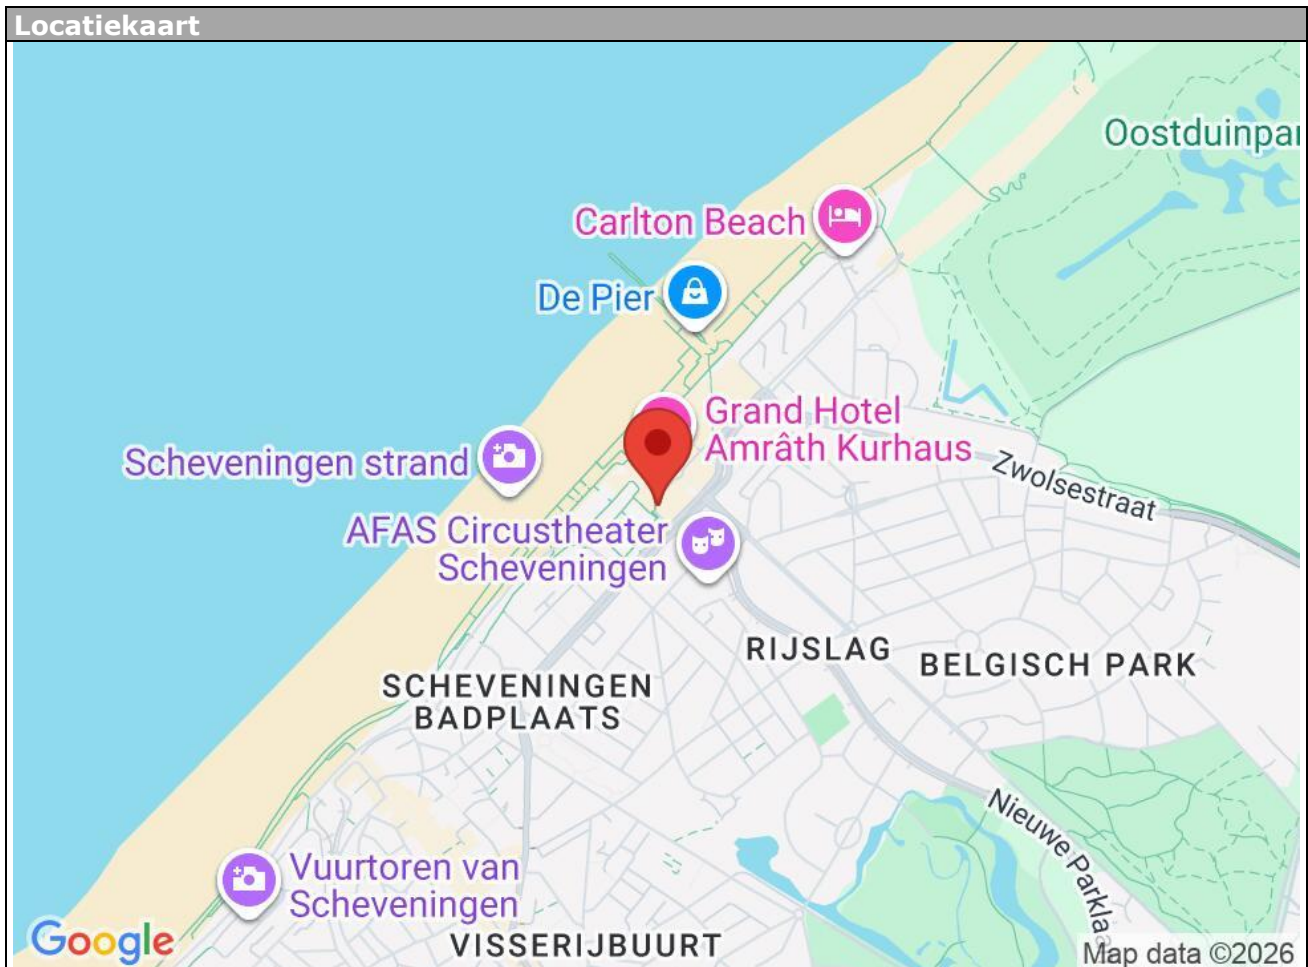 Locatiekaart
Oostduinpar
Carlton Beach
De Pier
Grand Hotel
Amrâth Kurhaus
Scheveningen strand
Zwolsestraat
AFAS Circustheater
Scheveningen
RIJSLAG
BELGISCH PARK
SCHEVENINGEN
BADPLAATS
Nieuwe Parklaa
Vuurtoren van
Scheveningen
VISSERIJBUURT
Google
Map data ©2026